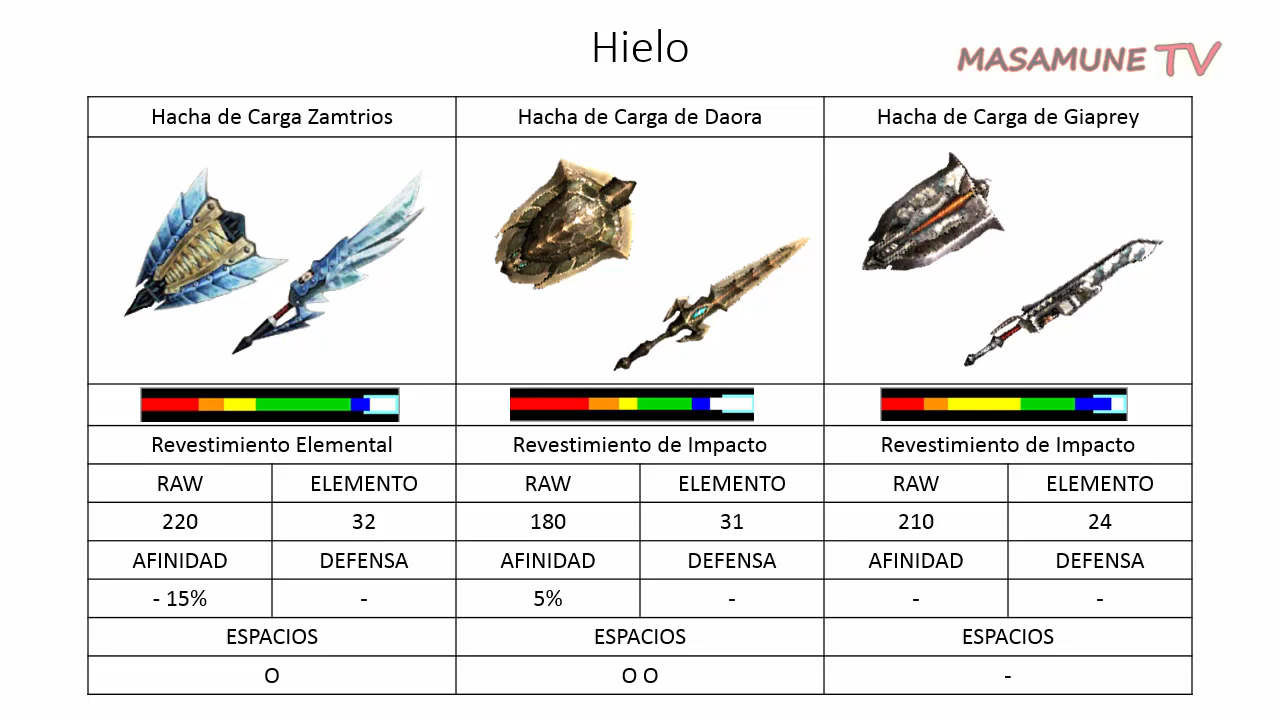 Hielo
MASAMUNE TV
Hacha de Carga Zamtrios Hacha de Carga de Daora Hacha de Carga de Giaprey
Revestimiento Elemental Revestimiento de Impacto Revestimiento de Impacto
RAW ELEMENTO RAW ELEMENTO RAW ELEMENTO
220 32 180 31 210 24
AFINIDAD DEFENSA AFINIDAD DEFENSA AFINIDAD DEFENSA
- 15% - 5% - - -
ESPACIOS ESPACIOS ESPACIOS
O O O -